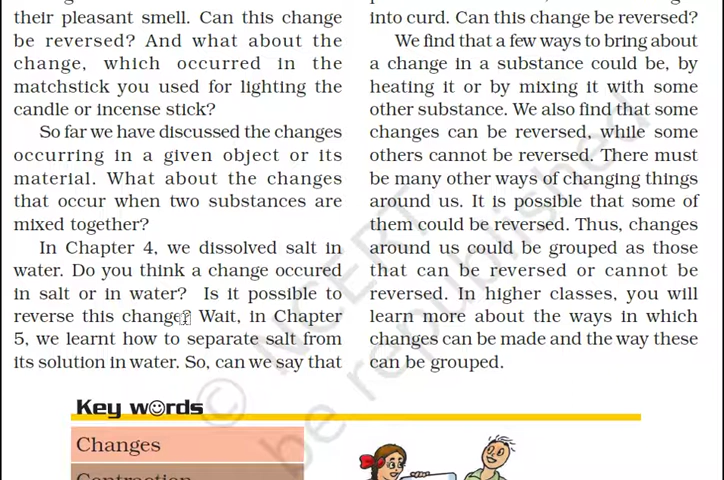 their pleasant smell. Can this change
be reversed? And what about the
change, which occurred in the
matchstick you used for lighting the
candle or incense stick?
So far we have discussed the changes
occurring in a given object or its
material. What about the changes
that occur when two substances are
mixed together?
In Chapter 4, we dissolved salt in
water. Do you think a change occured
in salt or in water? Is it possible to
reverse this change? Wait, in Chapter
5, we learnt how to separate salt from
its solution in water. So, can we say that
into curd. Can this change be reversed?
We find that a few ways to bring about
a change in a substance could be, by
heating it or by mixing it with some
other substance. We also find that some
changes can be reversed, while some
others cannot be reversed. There must
be many other ways of changing things
around us. It is possible that some of
them could be reversed. Thus, changes
around us could be grouped as those
that can be reversed or cannot be
reversed. In higher classes, you will
learn more about the ways in which
changes can be made and the way these
can be grouped.
Key words
Changes
Contraction
© NCERT
be republished